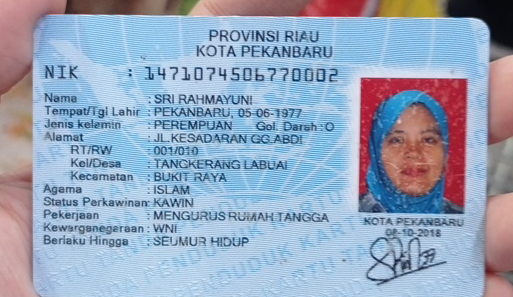 PROVINSI RIAU
KOTA PEKANBARU
NIK : 1471074506770002
Nama : SRI RAHMAYUNI
Tempat/Tgl Lahir : PEKANBARU, 05-06-1977
Jenis kelamin : PEREMPUAN Gol. Darah : O
Alamat : JL.KESADARAN GG.ABDI
RT/RW : 001/010
Kel/Desa : TANGKERANG LABUAI
Kecamatan : BUKIT RAYA
Agama : ISLAM
Status Perkawinan: KAWIN
Pekerjaan : MENGURUS RUMAH TANGGA
Kewarganegaraan : WNI
Berlaku Hingga : SEUMUR HIDUP
KOTA PEKANBARU
08-10-2018